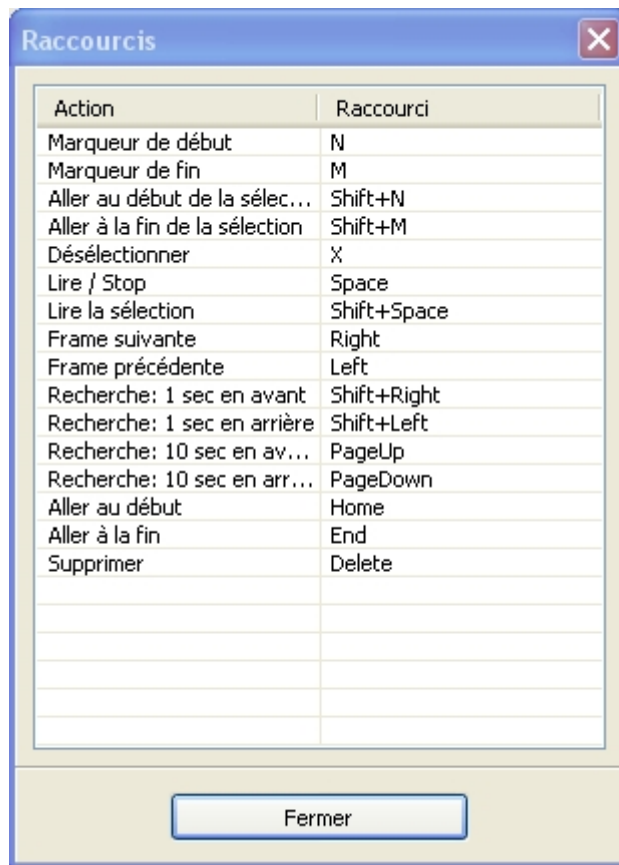 Raccourcis
Action Raccourci
Marqueur de début N
Marqueur de fin M
Aller au début de la sélec... Shift+N
Aller à la fin de la sélection Shift+M
Désélectionner X
Lire / Stop Space
Lire la sélection Shift+Space
Frame suivante Right
Frame précédente Left
Recherche: 1 sec en avant Shift+Right
Recherche: 1 sec en arrière Shift+Left
Recherche: 10 sec en av... PageUp
Recherche: 10 sec en arr... PageDown
Aller au début Home
Aller à la fin End
Supprimer Delete
Fermer